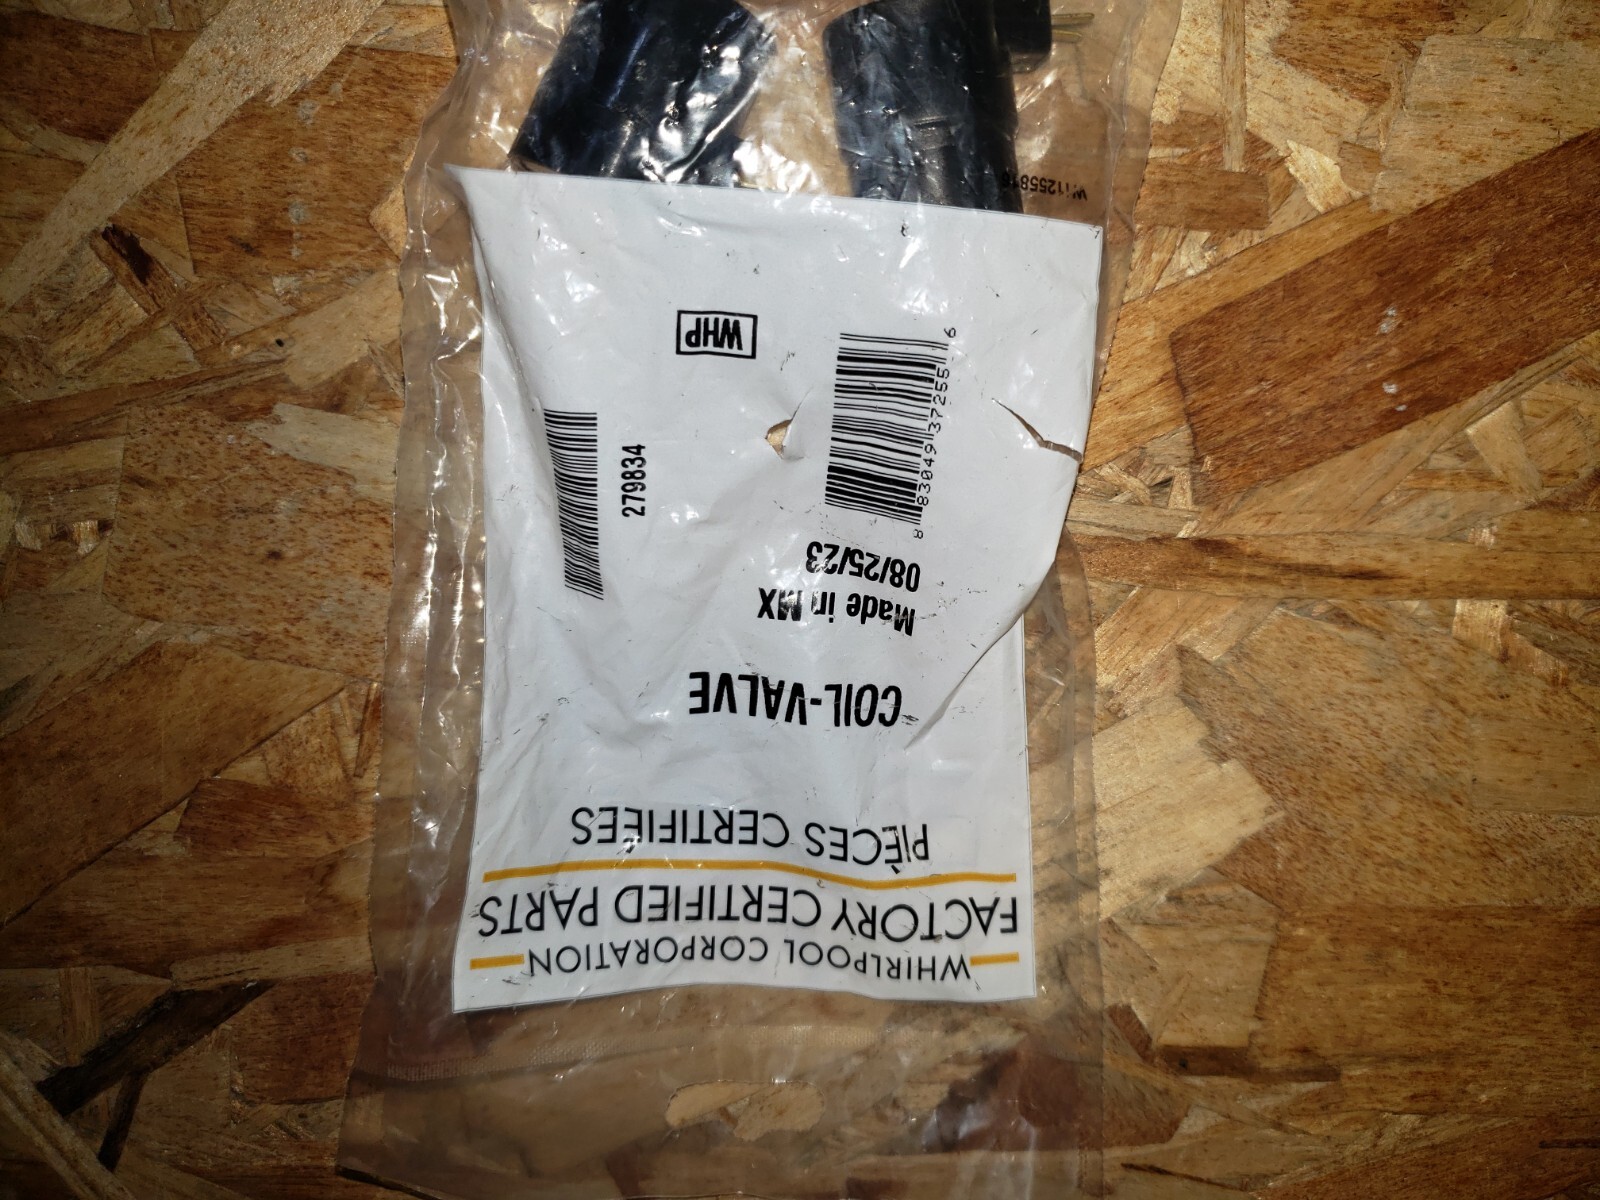 WHIRLPOOL CORPORATION
FACTORY CERTIFIED PARTS
PIÈCES CERTIFIÉES
COIL-VALVE
Made in MX
08/25/23
8 83049 37255 6
279834
WHP